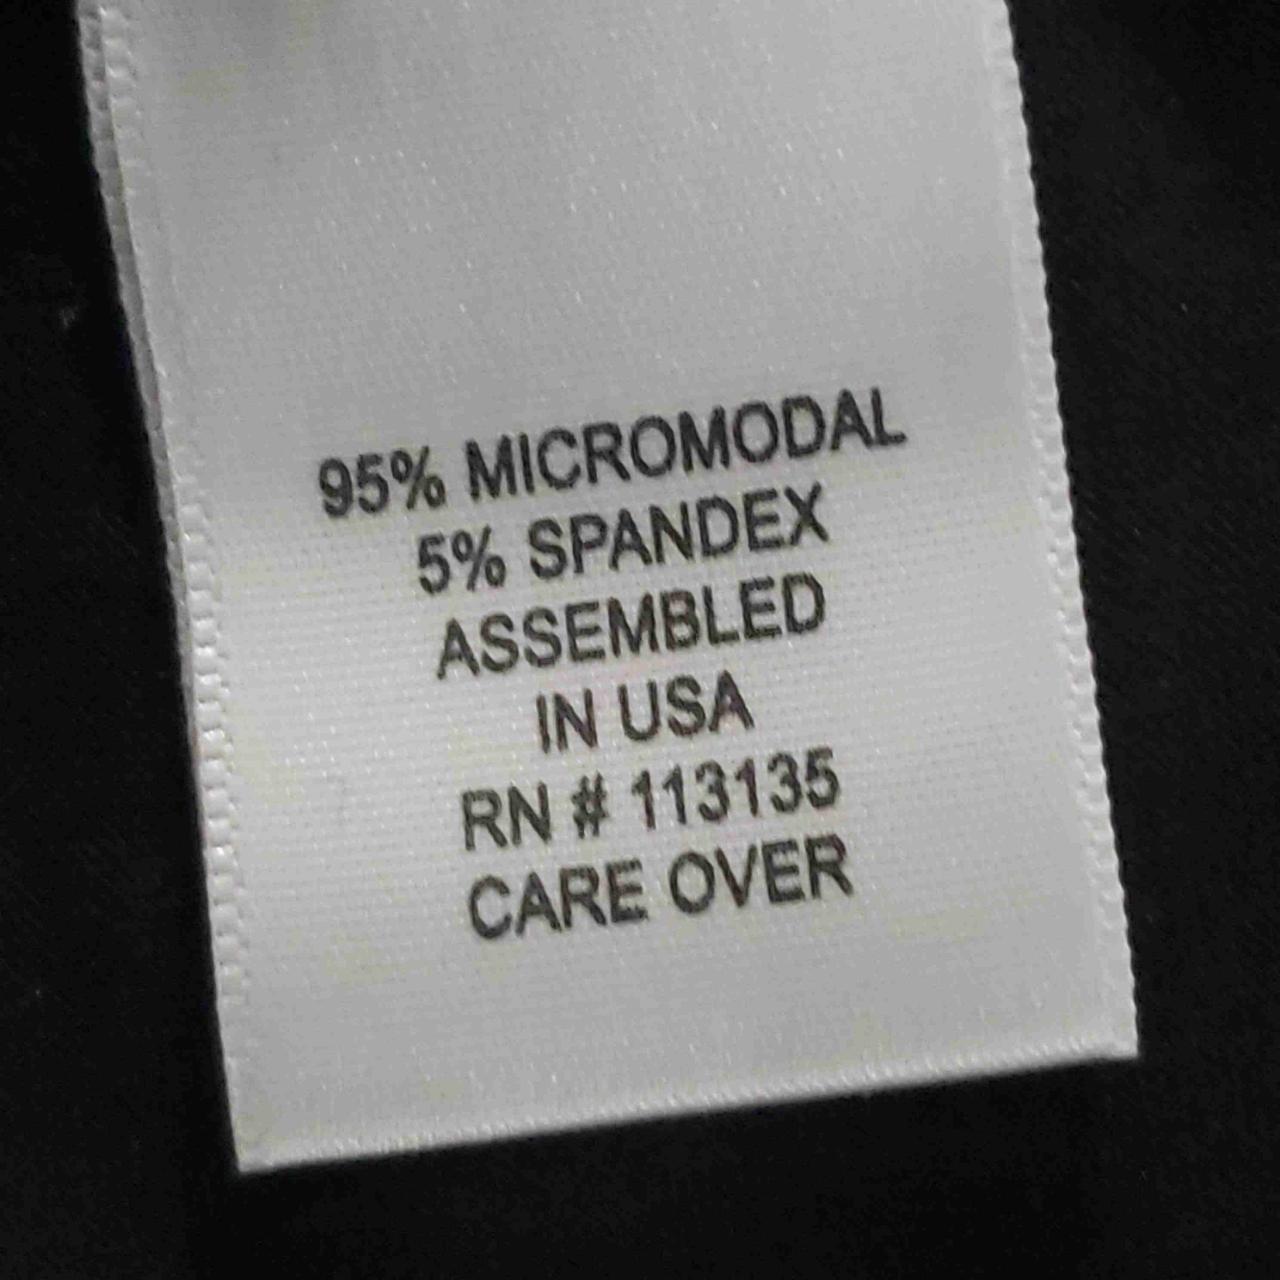 95% MICROMODAL
5% SPANDEX
ASSEMBLED
IN USA
RN # 113135
CARE OVER